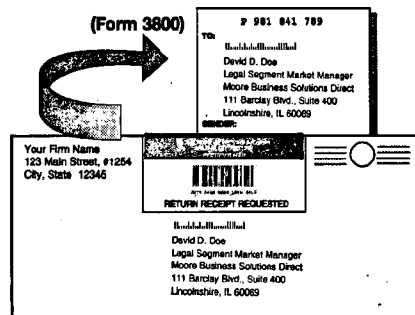 (Form 3800)
P 981 841 789
TO:
David D. Doe
Legal Segment Market Manager
Moore Business Solutions Direct
111 Barclay Blvd., Suite 400
Lincolnshire, IL 60069
SENDER:
Your Firm Name
123 Main Street, #1254
City, State 12345
RETURN RECEIPT REQUESTED
David D. Doe
Legal Segment Market Manager
Moore Business Solutions Direct
111 Barclay Blvd., Suite 400
Lincolnshire, IL 60069